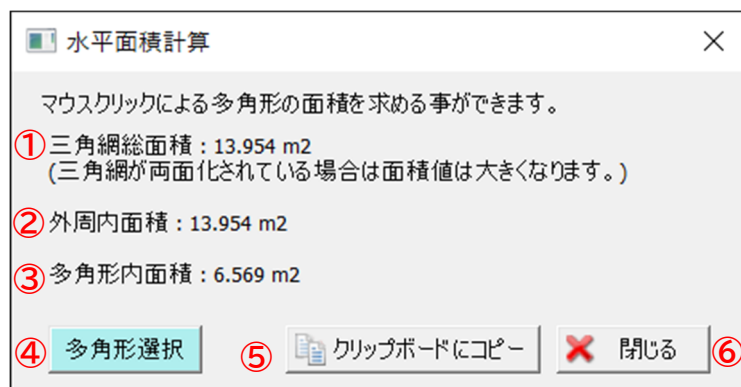 水平面積計算
マウスクリックによる多角形の面積を求める事ができます。
①三角網総面積 : 13.954 m2
(三角網が両面化されている場合は面積値は大きくなります。)
②外周内面積 : 13.954 m2
③多角形内面積 : 6.569 m2
④ 多角形選択 ⑤ クリップボードにコピー 閉じる ⑥